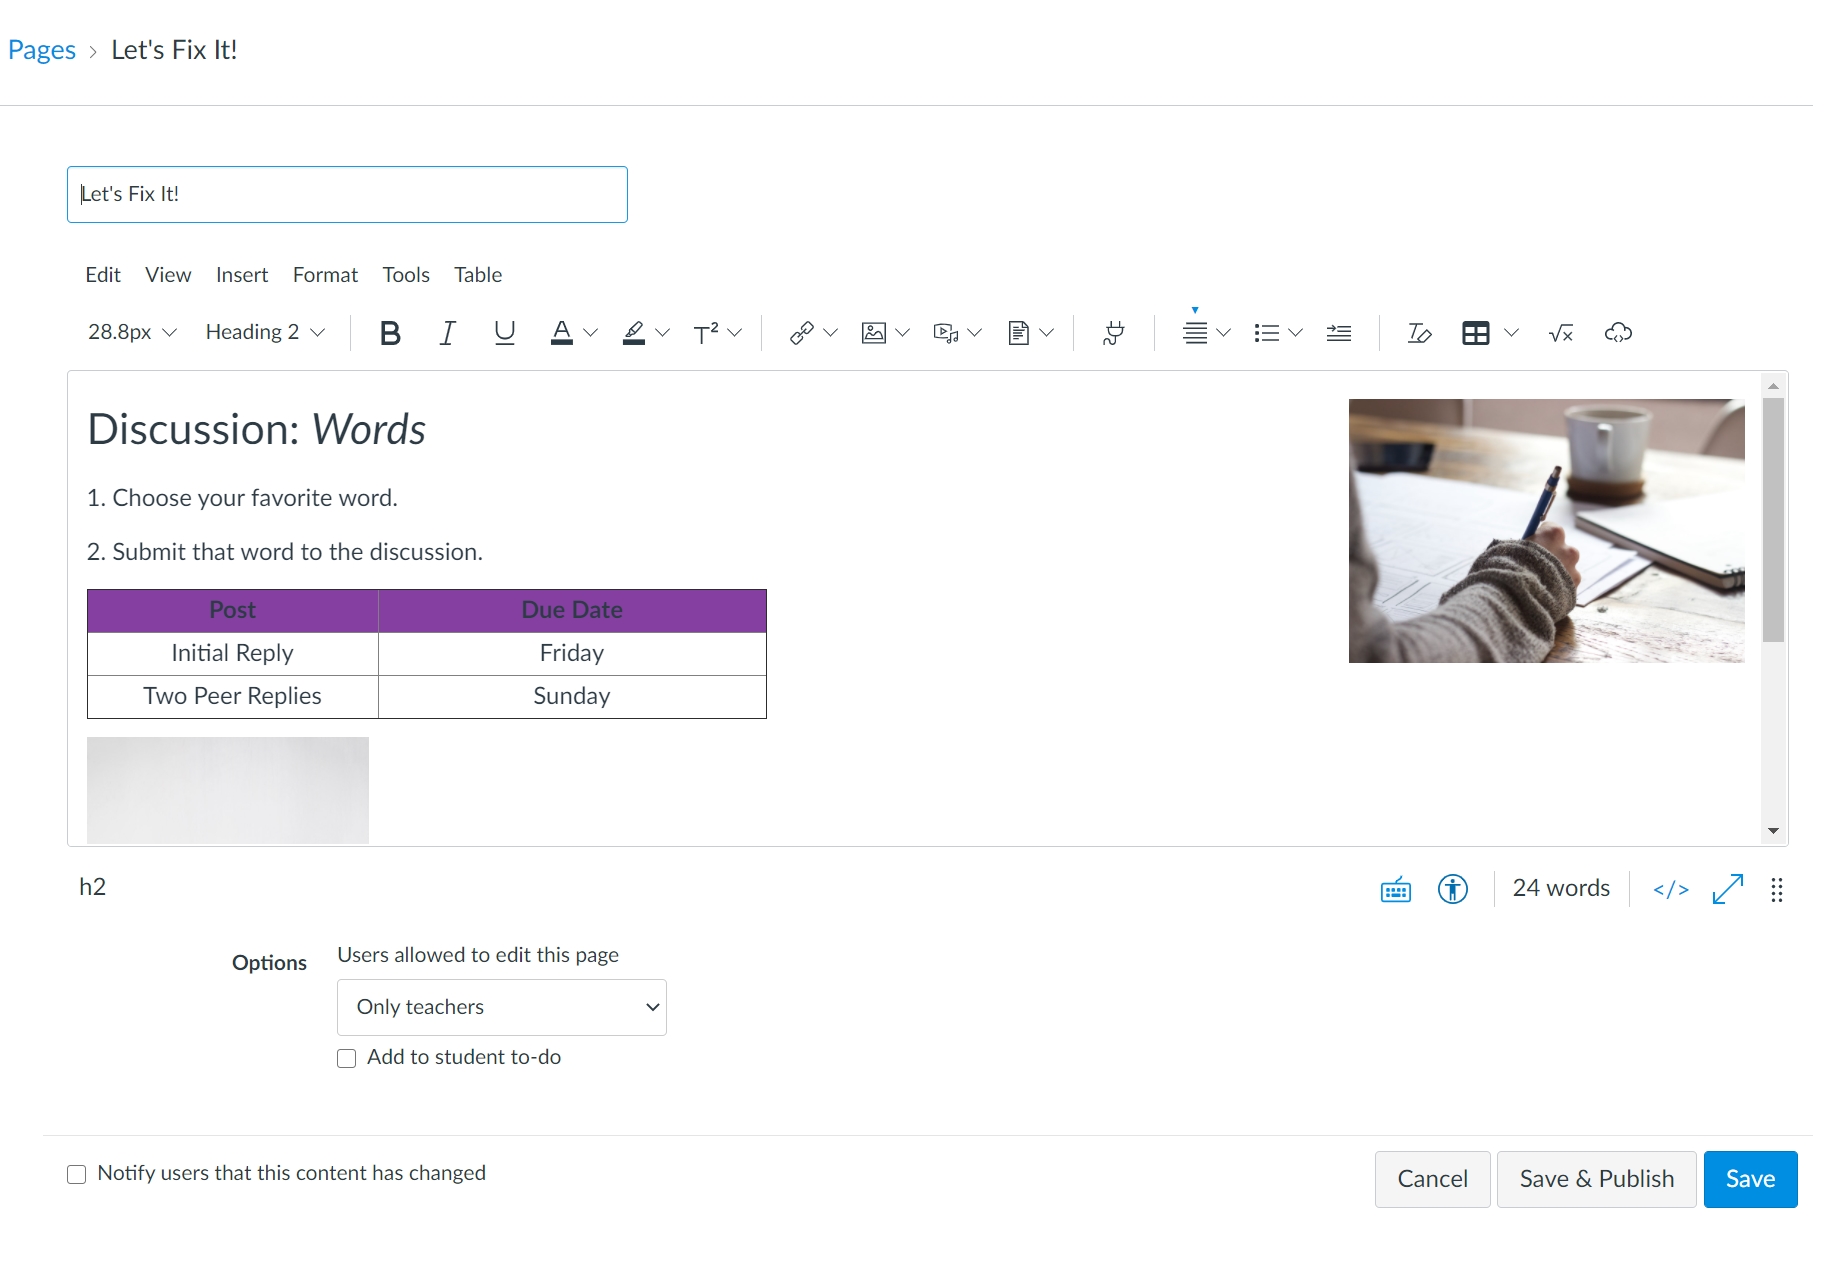 Pages > Let's Fix It!
Let's Fix It!
Edit View Insert Format Tools Table
28.8px Heading 2 B I U A T²
Discussion: Words
1. Choose your favorite word.
2. Submit that word to the discussion.
Post Due Date
Initial Reply Friday
Two Peer Replies Sunday
h2 24 words </>
Options Users allowed to edit this page
Only teachers
Add to student to-do
Notify users that this content has changed
Cancel Save & Publish Save